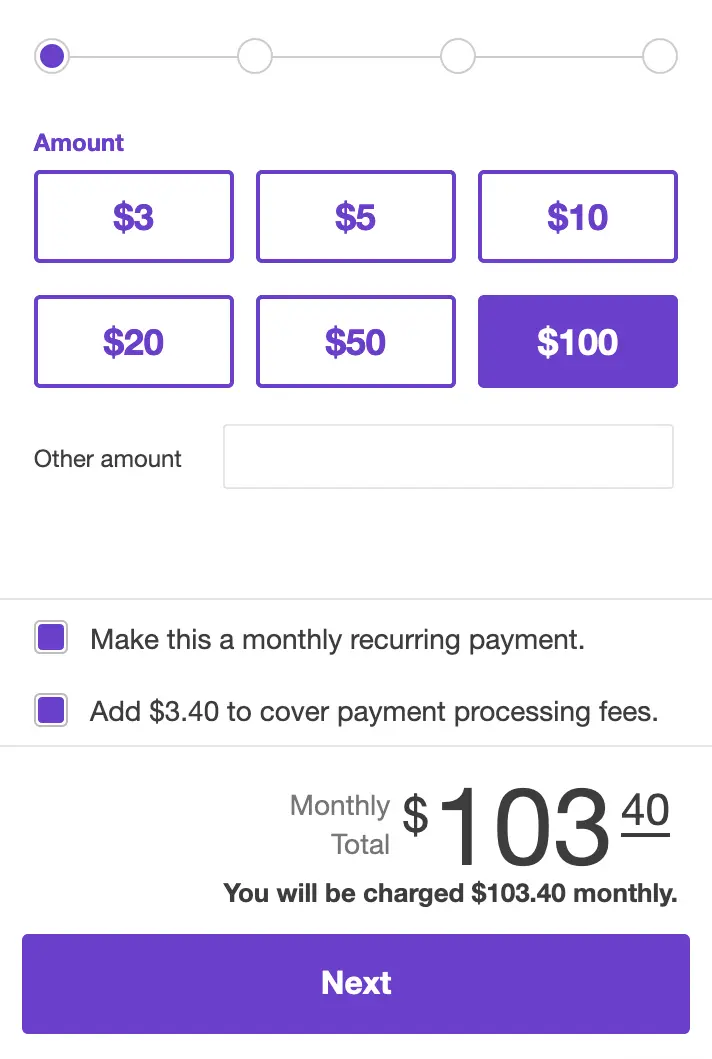 Amount
$3
$5
$10
$20
$50
$100
Other amount
Make this a monthly recurring payment.
Add $3.40 to cover payment processing fees.
Monthly
Total
$103 40
You will be charged $103.40 monthly.
Next